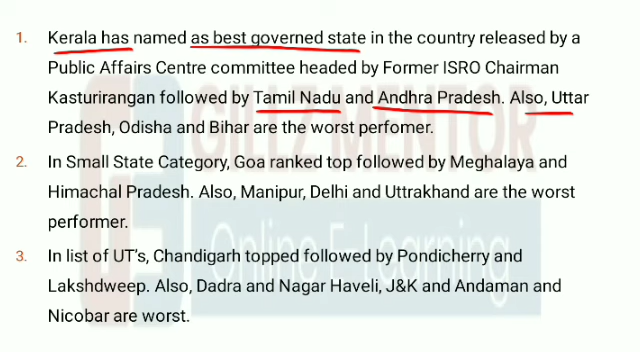 1. Kerala has named as best governed state in the country released by a
Public Affairs Centre committee headed by Former ISRO Chairman
Kasturirangan followed by Tamil Nadu and Andhra Pradesh. Also, Uttar
Pradesh, Odisha and Bihar are the worst perfomer.
2. In Small State Category, Goa ranked top followed by Meghalaya and
Himachal Pradesh. Also, Manipur, Delhi and Uttrakhand are the worst
performer.
3. In list of UT's, Chandigarh topped followed by Pondicherry and
Lakshdweep. Also, Dadra and Nagar Haveli, J&K and Andaman and
Nicobar are worst.
GILLZ MENTOR
Online E-Learning